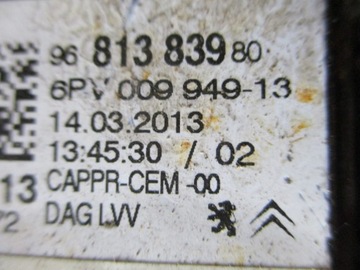 96 813 839 80
6PV 009 949-13
14.03.2013
13:45:30 / 02
13 CAPPR-CEM-00
72 DAG LVV